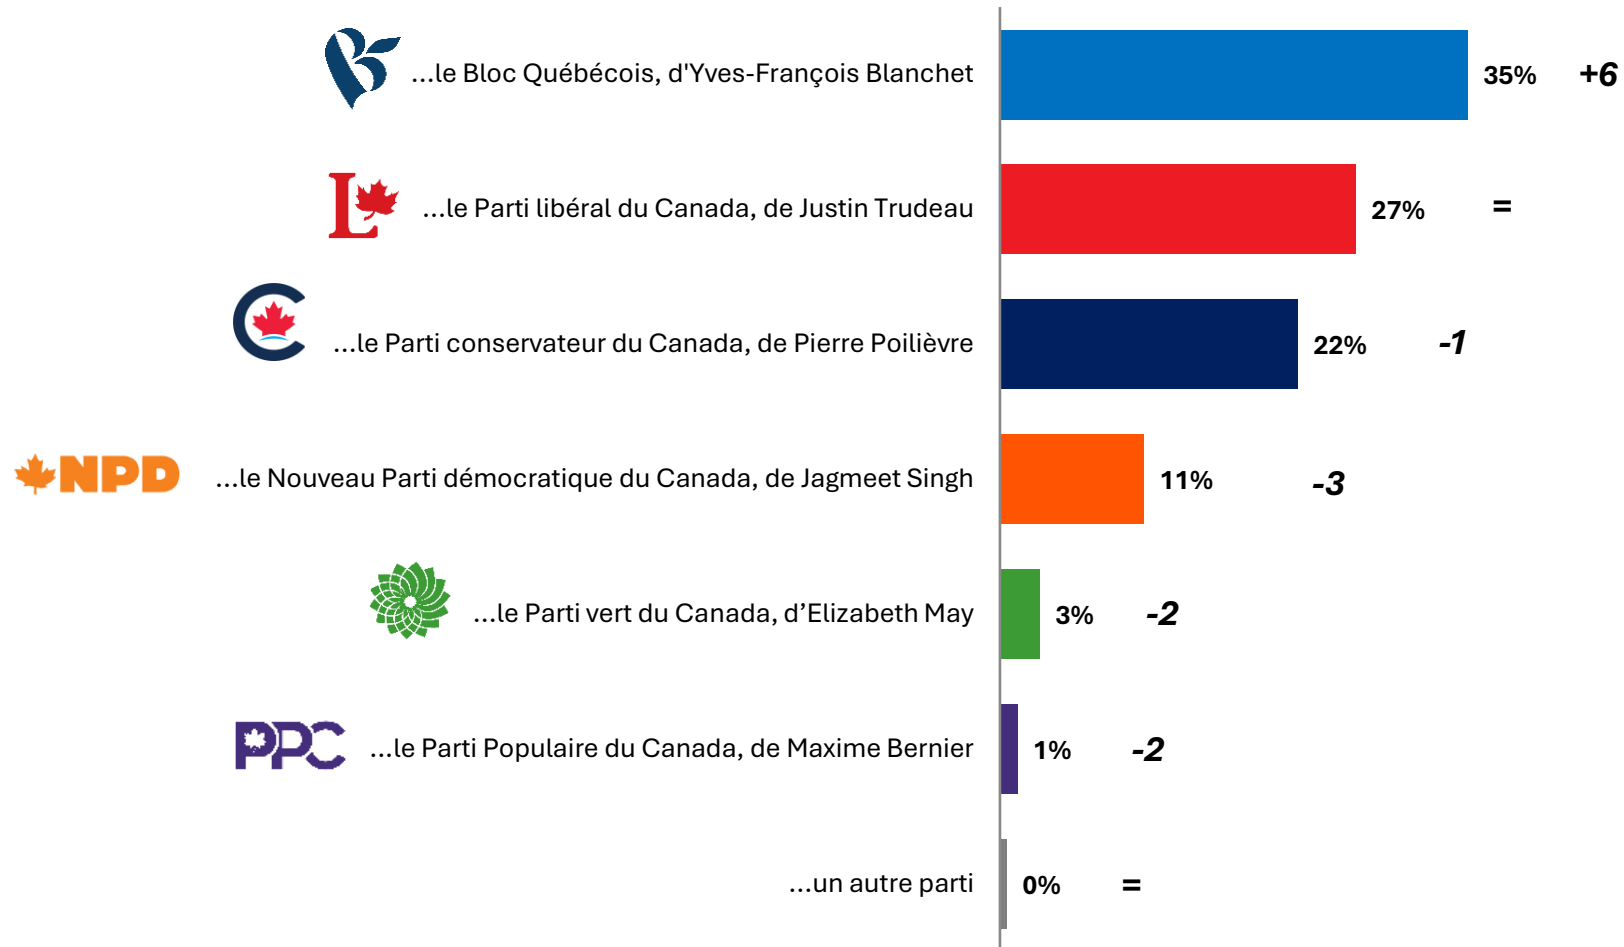 ...le Bloc Québécois, d'Yves-François Blanchet 35% +6
L ...le Parti libéral du Canada, de Justin Trudeau 27% =
C ...le Parti conservateur du Canada, de Pierre Poilièvre 22% -1
NPD ...le Nouveau Parti démocratique du Canada, de Jagmeet Singh 11% -3
...le Parti vert du Canada, d’Elizabeth May 3% -2
PPC ...le Parti Populaire du Canada, de Maxime Bernier 1% -2
...un autre parti 0% =